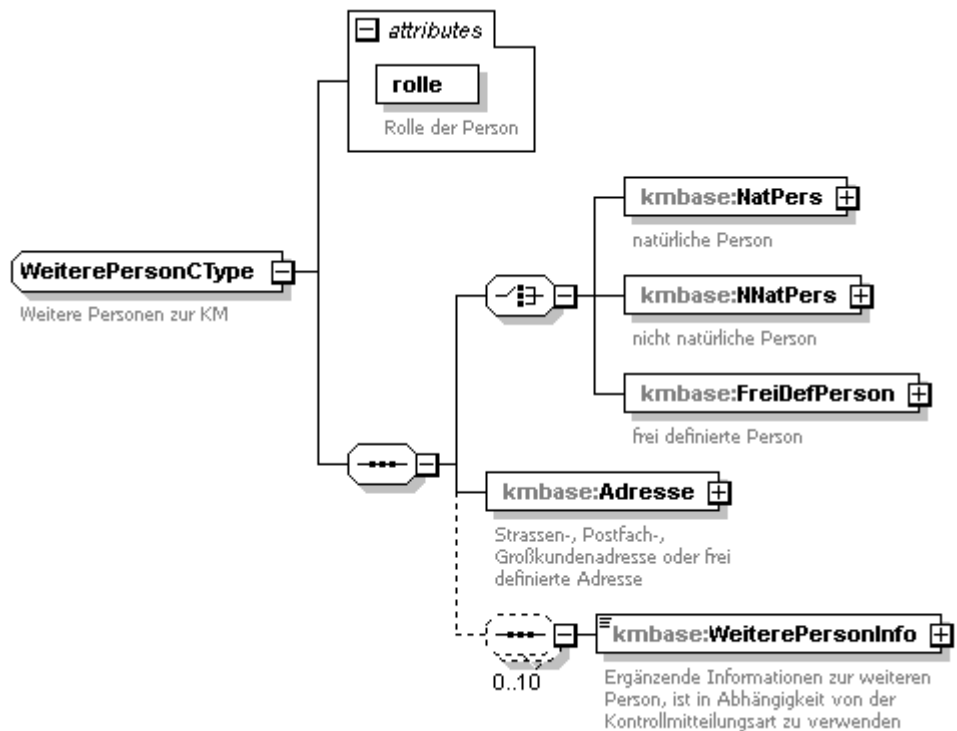 attributes
rolle
Rolle der Person
WeiterePersonCType
Weitere Personen zur KM
kmbase:NatPers
natürliche Person
kmbase:NNatPers
nicht natürliche Person
kmbase:FreiDefPerson
frei definierte Person
kmbase:Adresse
Strassen-, Postfach-,
Großkundenadresse oder frei
definierte Adresse
kmbase:WeiterePersonInfo
0..10
Ergänzende Informationen zur weiteren
Person, ist in Abhängigkeit von der
Kontrollmitteilungsart zu verwenden